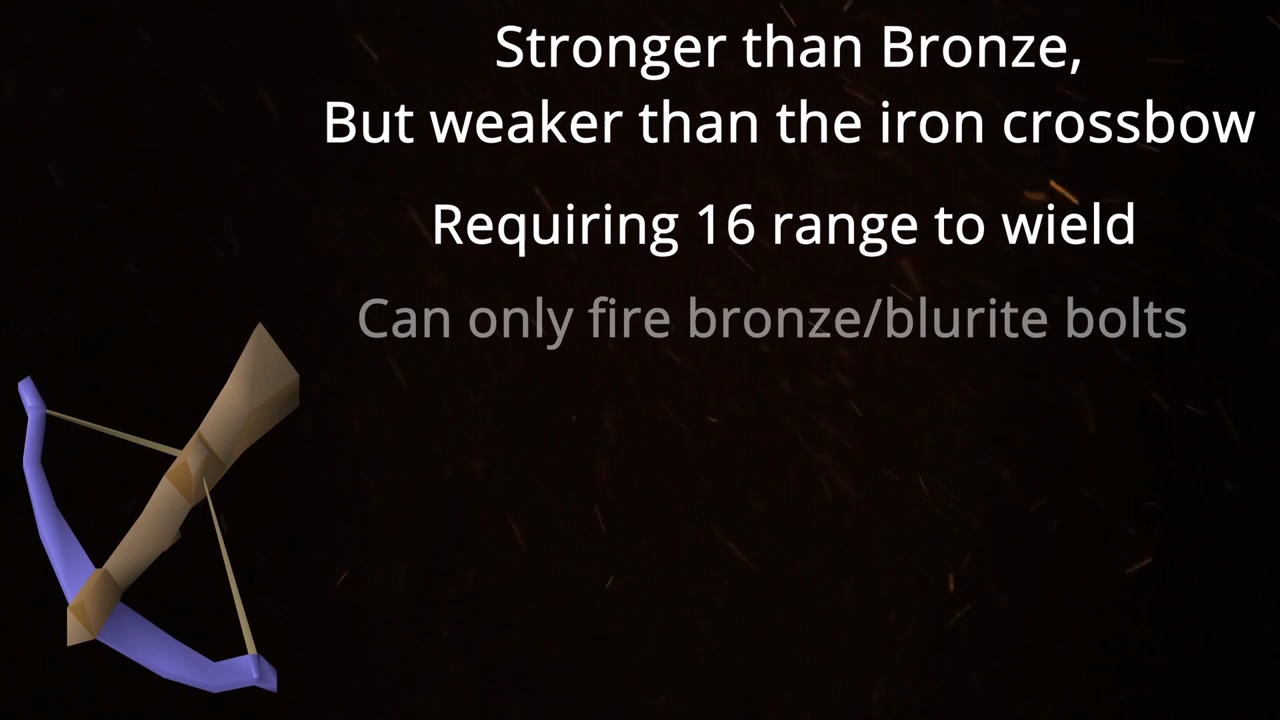 Stronger than Bronze,
But weaker than the iron crossbow
Requiring 16 range to wield
Can only fire bronze/blurite bolts